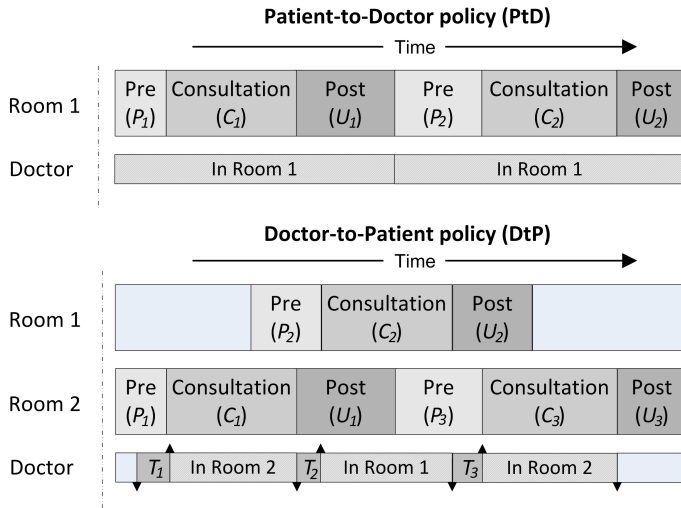 Patient-to-Doctor policy (PtD)
Time
Room 1
Pre (P1)
Consultation (C1)
Post (U1)
Pre (P2)
Consultation (C2)
Post (U2)
Doctor
In Room 1
In Room 1
Doctor-to-Patient policy (DtP)
Time
Room 1
Pre (P2)
Consultation (C2)
Post (U2)
Room 2
Pre (P1)
Consultation (C1)
Post (U1)
Pre (P3)
Consultation (C3)
Post (U3)
Doctor
T1
In Room 2
T2
In Room 1
T3
In Room 2